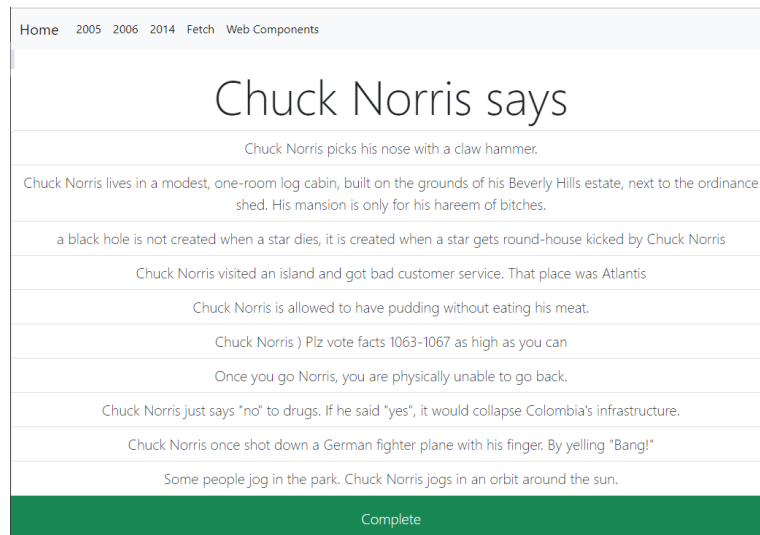 Home 2005 2006 2014 Fetch Web Components
Chuck Norris says
Chuck Norris picks his nose with a claw hammer.
Chuck Norris lives in a modest, one-room log cabin, built on the grounds of his Beverly Hills estate, next to the ordinance
shed. His mansion is only for his hareem of bitches.
a black hole is not created when a star dies, it is created when a star gets round-house kicked by Chuck Norris
Chuck Norris visited an island and got bad customer service. That place was Atlantis
Chuck Norris is allowed to have pudding without eating his meat.
Chuck Norris ) Plz vote facts 1063-1067 as high as you can
Once you go Norris, you are physically unable to go back.
Chuck Norris just says "no" to drugs. If he said "yes", it would collapse Colombia's infrastructure.
Chuck Norris once shot down a German fighter plane with his finger. By yelling "Bang!"
Some people jog in the park. Chuck Norris jogs in an orbit around the sun.
Complete